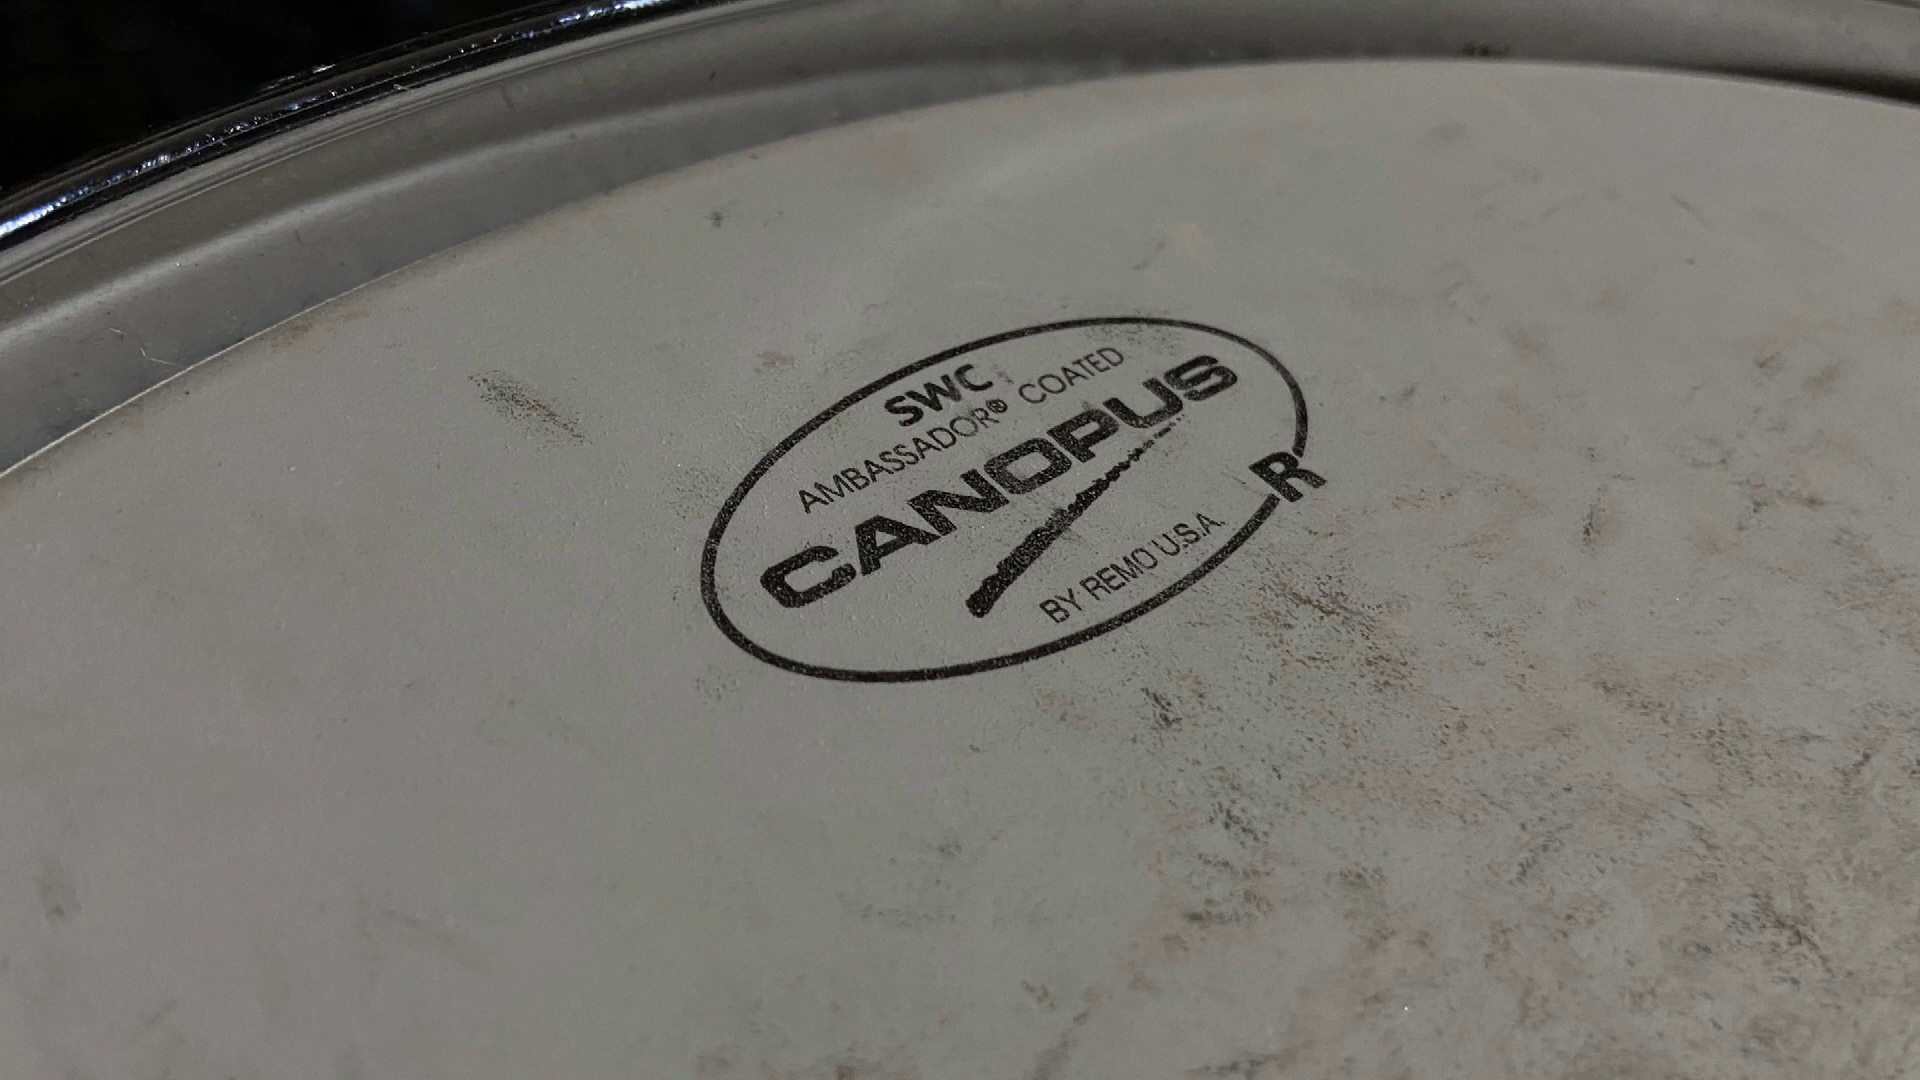 SWC
AMBASSADOR® COATED
CANOPUS
BY REMO U.S.A.
R